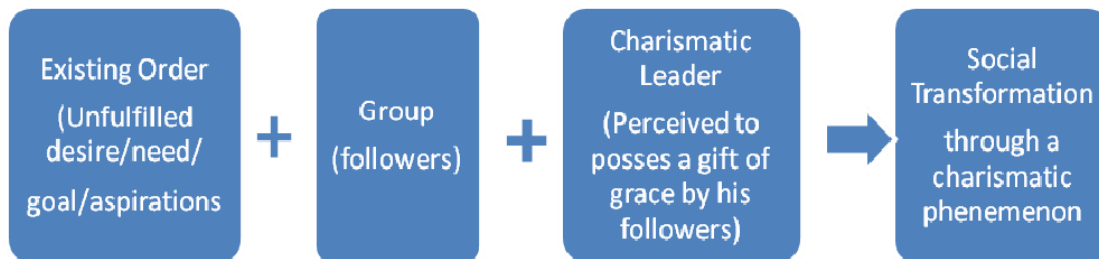 Existing Order
(Unfulfilled
desire/need/
goal/aspirations
+
Group
(followers)
+
Charismatic
Leader
(Perceived to
posses a gift of
grace by his
followers)
Social
Transformation
through a
charismatic
phenemenon